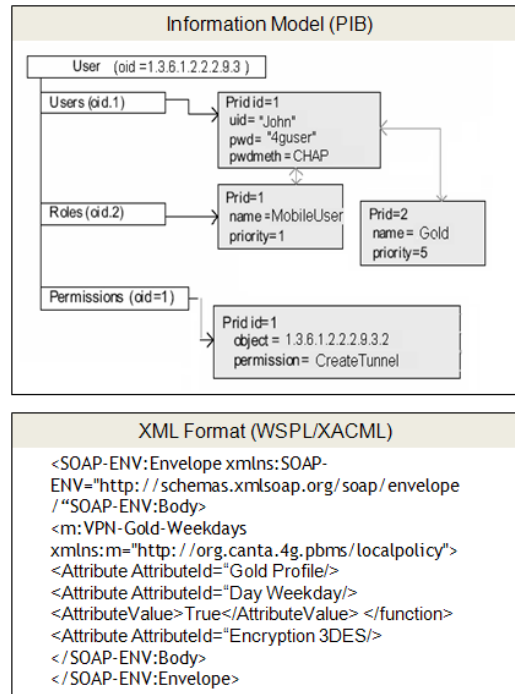 Information Model (PIB)
User (oid =1.3.6.1.2.2.2.9.3 )
Users (oid.1)
Prid id=1
uid= "John"
pwd= "4guser"
pwdmeth =CHAP
Roles (oid.2)
Prid=1
name =MobileUser
priority=1
Prid=2
name = Gold
priority=5
Permissions (oid=1)
Prid id=1
object = 1.3.6.1.2.2.2.9.3.2
permission = CreateTunnel
XML Format (WSPL/XACML)
<SOAP-ENV:Envelope xmlns:SOAP-
ENV="http://schemas.xmlsoap.org/soap/envelope
/“SOAP-ENV:Body>
<m:VPN-Gold-Weekdays
xmlns:m="http://org.canta.4g.pbms/localpolicy">
<Attribute AttributeId=“Gold Profile/>
<Attribute AttributeId=“Day Weekday/>
<AttributeValue>True</AttributeValue> </function>
<Attribute AttributeId=“Encryption 3DES/>
</SOAP-ENV:Body>
</SOAP-ENV:Envelope>